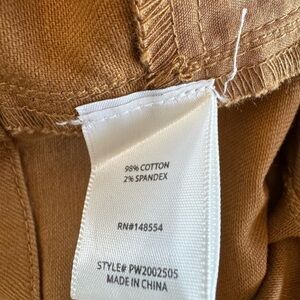 98% COTTON
2% SPANDEX
RN#148554
STYLE# PW2002505
MADE IN CHINA